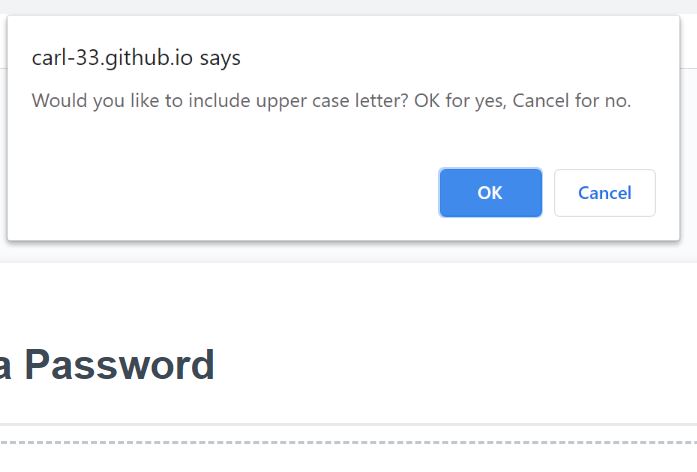 carl-33.github.io says
Would you like to include upper case letter? OK for yes, Cancel for no.
OK
Cancel
a Password